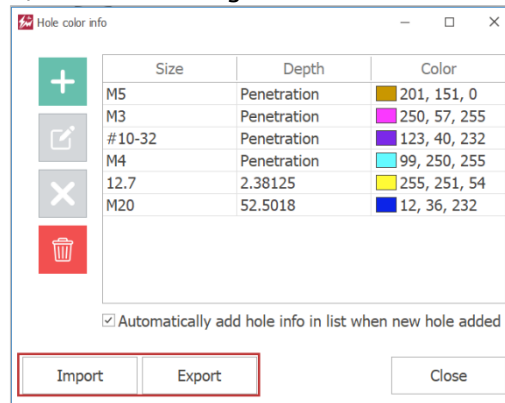 Hole color info
Size Depth Color
M5 Penetration 201, 151, 0
M3 Penetration 250, 57, 255
#10-32 Penetration 123, 40, 232
M4 Penetration 99, 250, 255
12.7 2.38125 255, 251, 54
M20 52.5018 12, 36, 232
Automatically add hole info in list when new hole added
Import Export Close